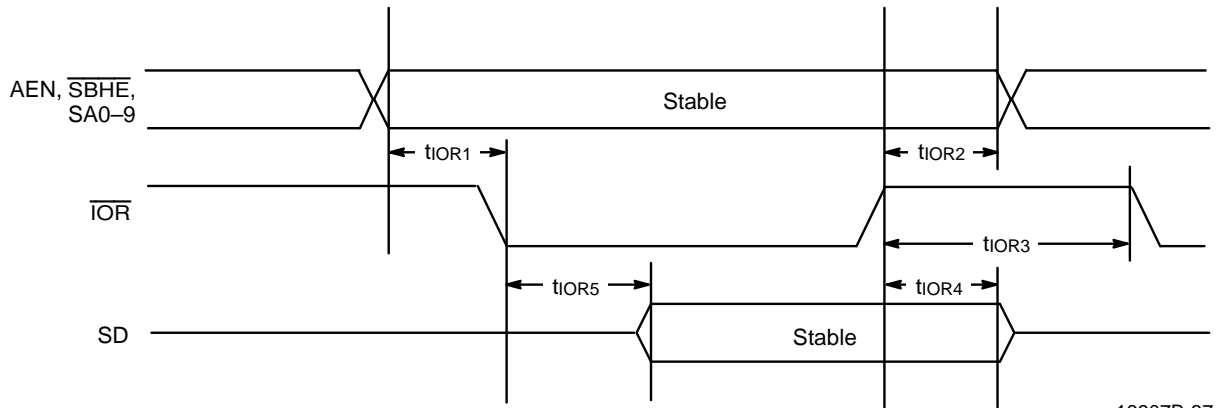 AEN, SBHE,
SA0–9
Stable
tIOR1
tIOR2
IOR
tIOR3
tIOR5
tIOR4
SD
Stable